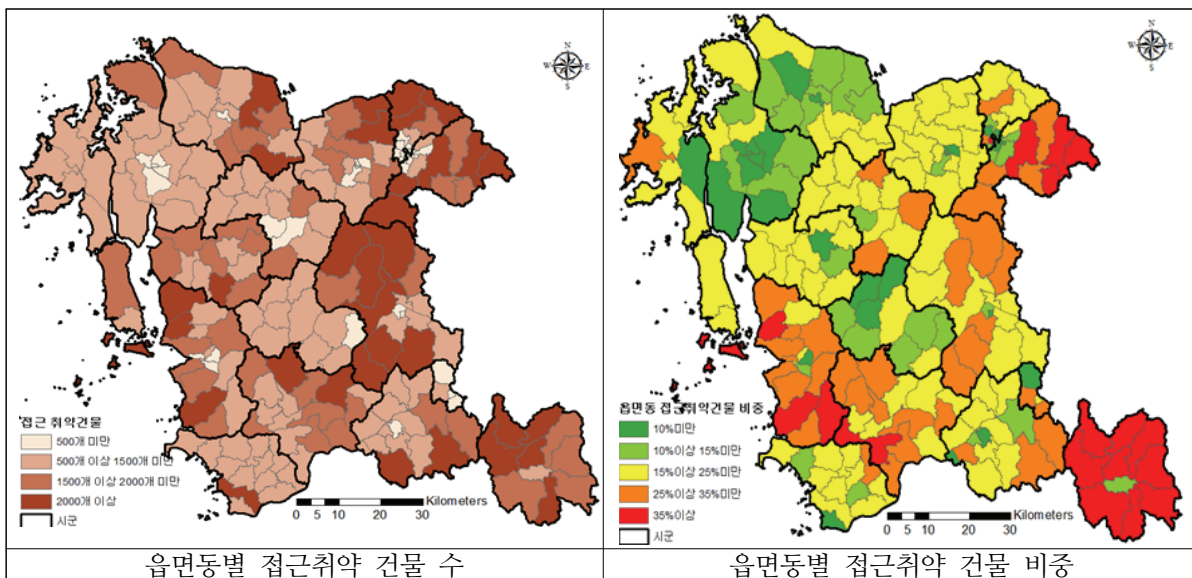 N
W E
S
접근 취약건물
500개 미만
500개 이상 1500개 미만
1500개 이상 2000개 미만
2000개 이상
시군
Kilometers
0 5 10 20 30
읍면동별 접근취약 건물 수
N
W E
S
읍면동 접근취약건물 비중
10%미만
10%이상 15%미만
15%이상 25%미만
25%이상 35%미만
35%이상
시군
Kilometers
0 5 10 20 30
읍면동별 접근취약 건물 비중